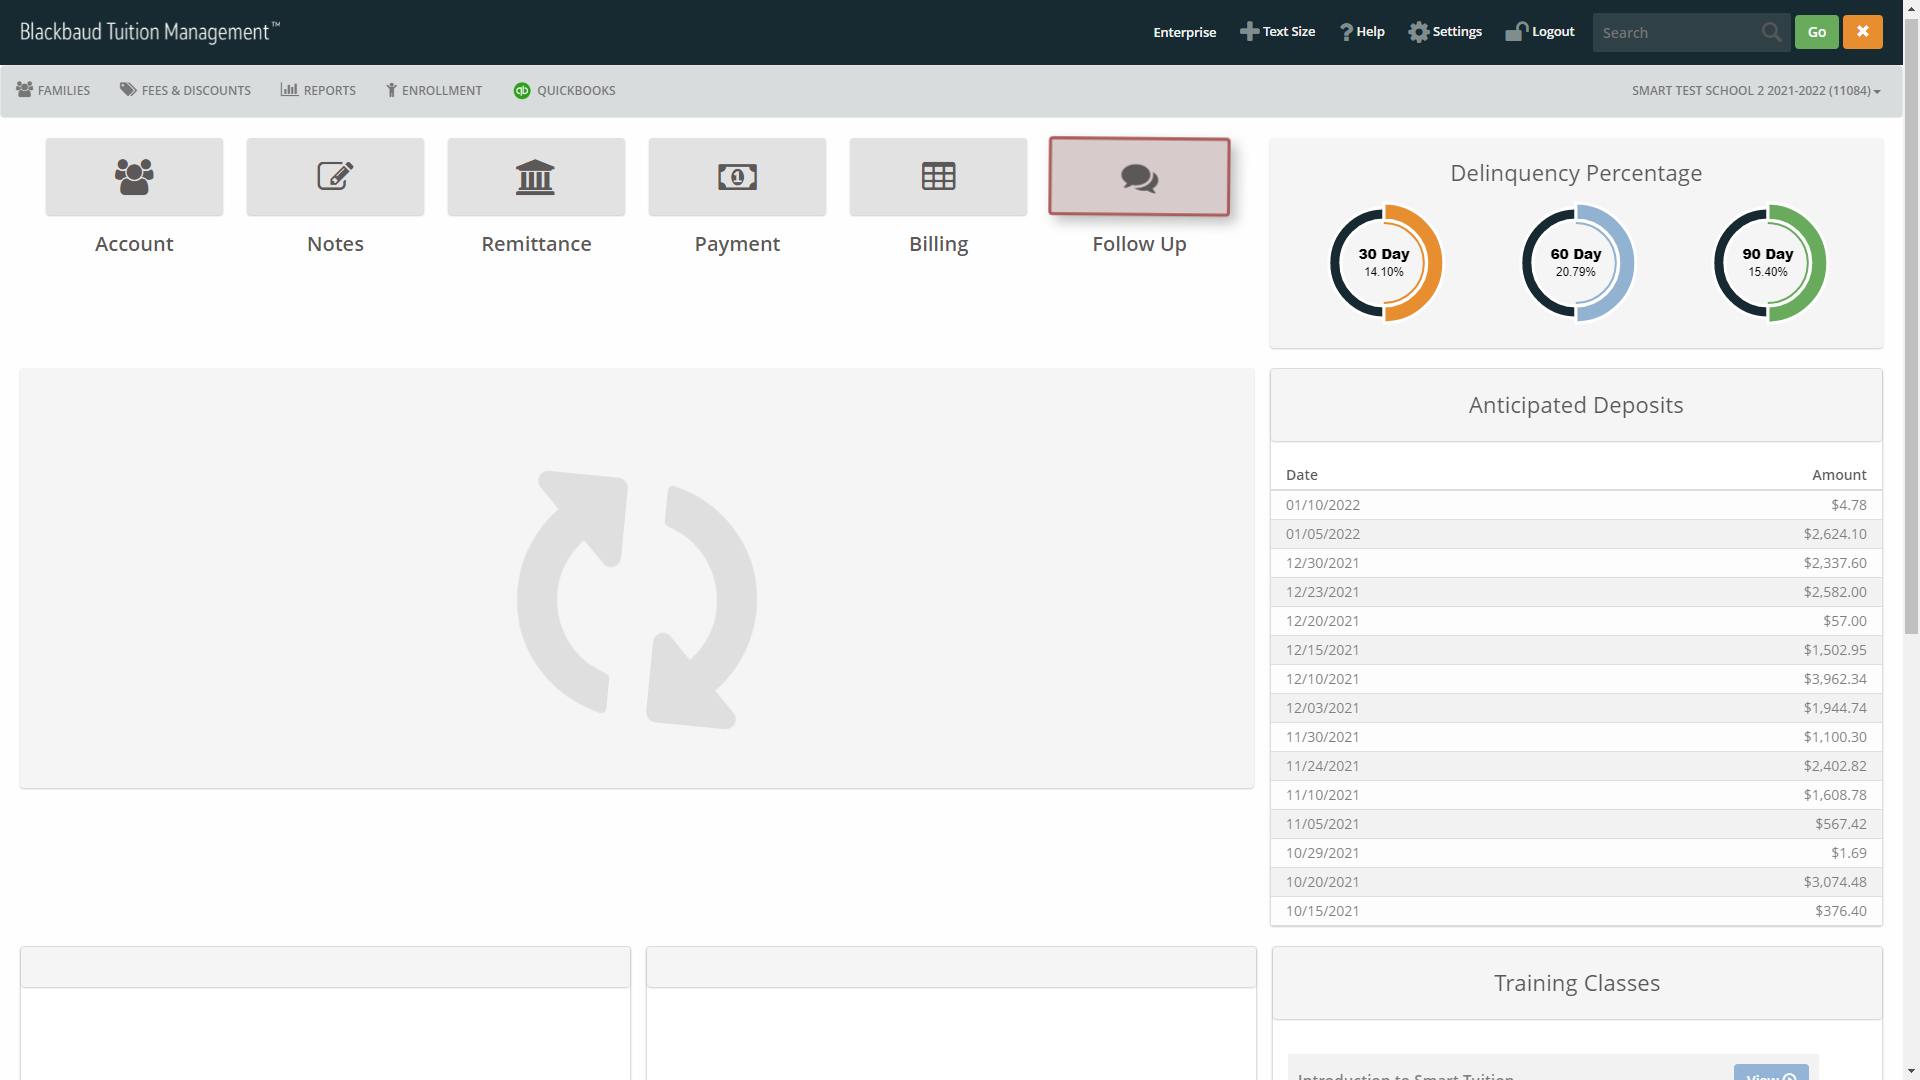 Blackbaud Tuition Management™
Enterprise
Text Size
Help
Settings
Logout
Search
Go
FAMILIES
FEES & DISCOUNTS
REPORTS
ENROLLMENT
qb QUICKBOOKS
SMART TEST SCHOOL 2 2021-2022 (11084)
Account
Notes
Remittance
Payment
Billing
Follow Up
Delinquency Percentage
30 Day
14.10%
60 Day
20.79%
90 Day
15.40%
Anticipated Deposits
Date Amount
01/10/2022 $4.78
01/05/2022 $2,624.10
12/30/2021 $2,337.60
12/23/2021 $2,582.00
12/20/2021 $57.00
12/15/2021 $1,502.95
12/10/2021 $3,962.34
12/03/2021 $1,944.74
11/30/2021 $1,100.30
11/24/2021 $2,402.82
11/10/2021 $1,608.78
11/05/2021 $567.42
10/29/2021 $1.69
10/20/2021 $3,074.48
10/15/2021 $376.40
Training Classes
Introduction to Smart Tuition
View